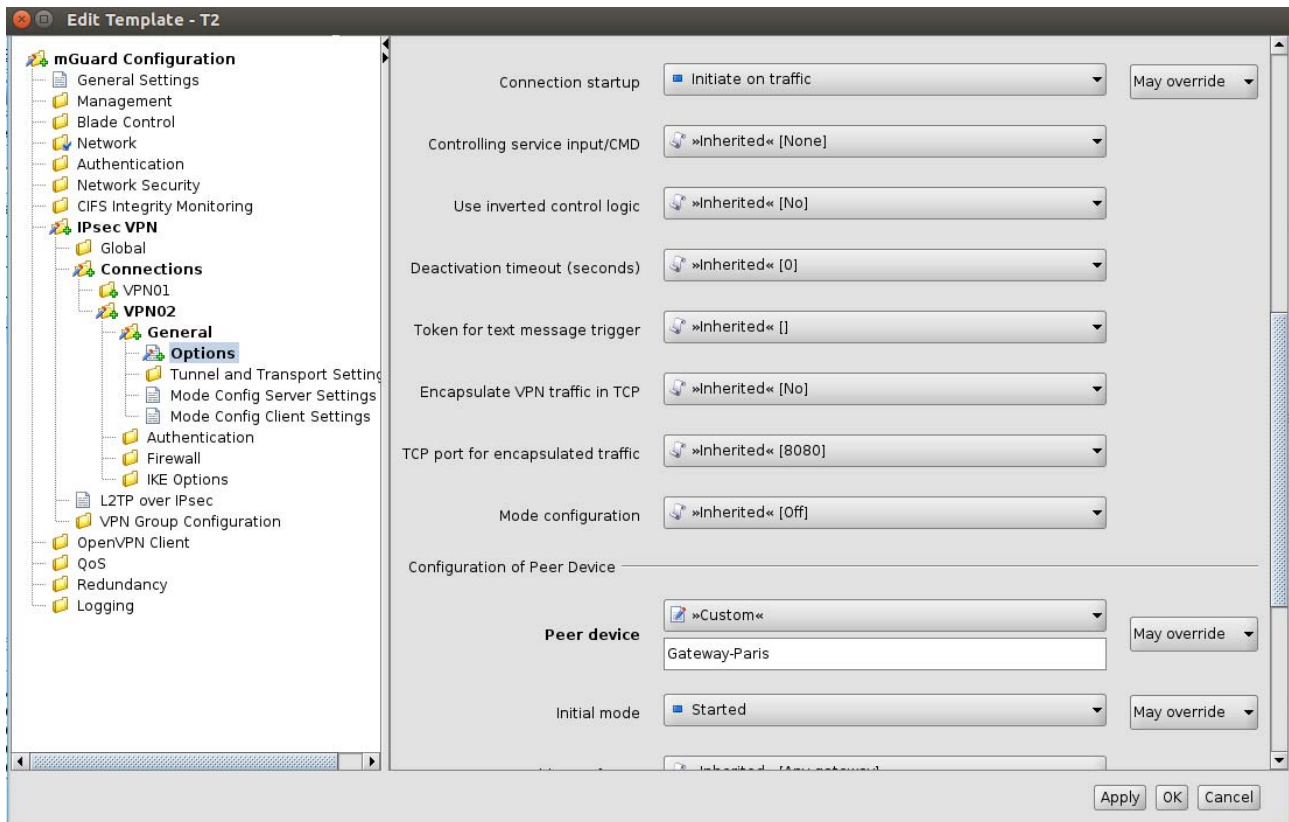 Edit Template - T2
mGuard Configuration
General Settings
Management
Blade Control
Network
Authentication
Network Security
CIFS Integrity Monitoring
IPsec VPN
Global
Connections
VPN01
VPN02
General
Options
Tunnel and Transport Setting
Mode Config Server Settings
Mode Config Client Settings
Authentication
Firewall
IKE Options
L2TP over IPsec
VPN Group Configuration
OpenVPN Client
QoS
Redundancy
Logging
Connection startup Initiate on traffic May override
Controlling service input/CMD »Inherited« [None]
Use inverted control logic »Inherited« [No]
Deactivation timeout (seconds) »Inherited« [0]
Token for text message trigger »Inherited« []
Encapsulate VPN traffic in TCP »Inherited« [No]
TCP port for encapsulated traffic »Inherited« [8080]
Mode configuration »Inherited« [Off]
Configuration of Peer Device
Peer device »Custom« May override
Gateway-Paris
Initial mode Started May override
Apply OK Cancel